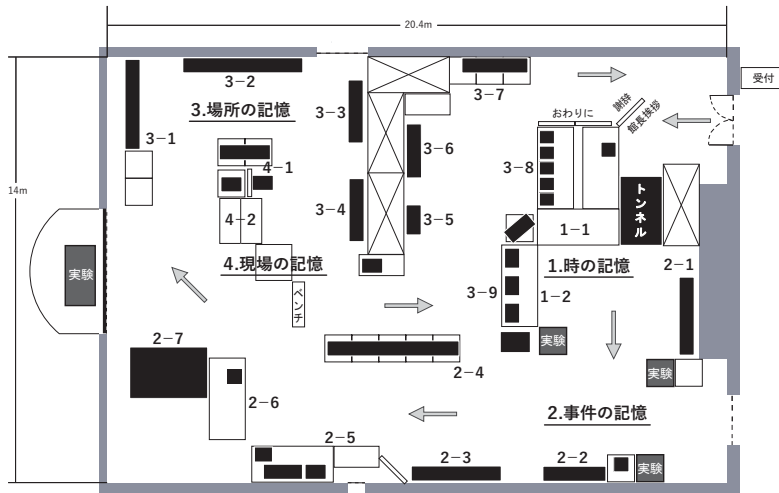 20.4m
14m
受付
3-1
3-2
3.場所の記憶
3-3
3-7
おわりに
謝辞
館長挨拶
3-6
3-8
4-1
3-4
3-5
4-2
4.現場の記憶
1-1
トンネル
1.時の記憶
2-1
3-9
1-2
実験
ベンチ
実験
2-7
2-4
実験
2-6
2.事件の記憶
2-5
2-3
2-2
実験